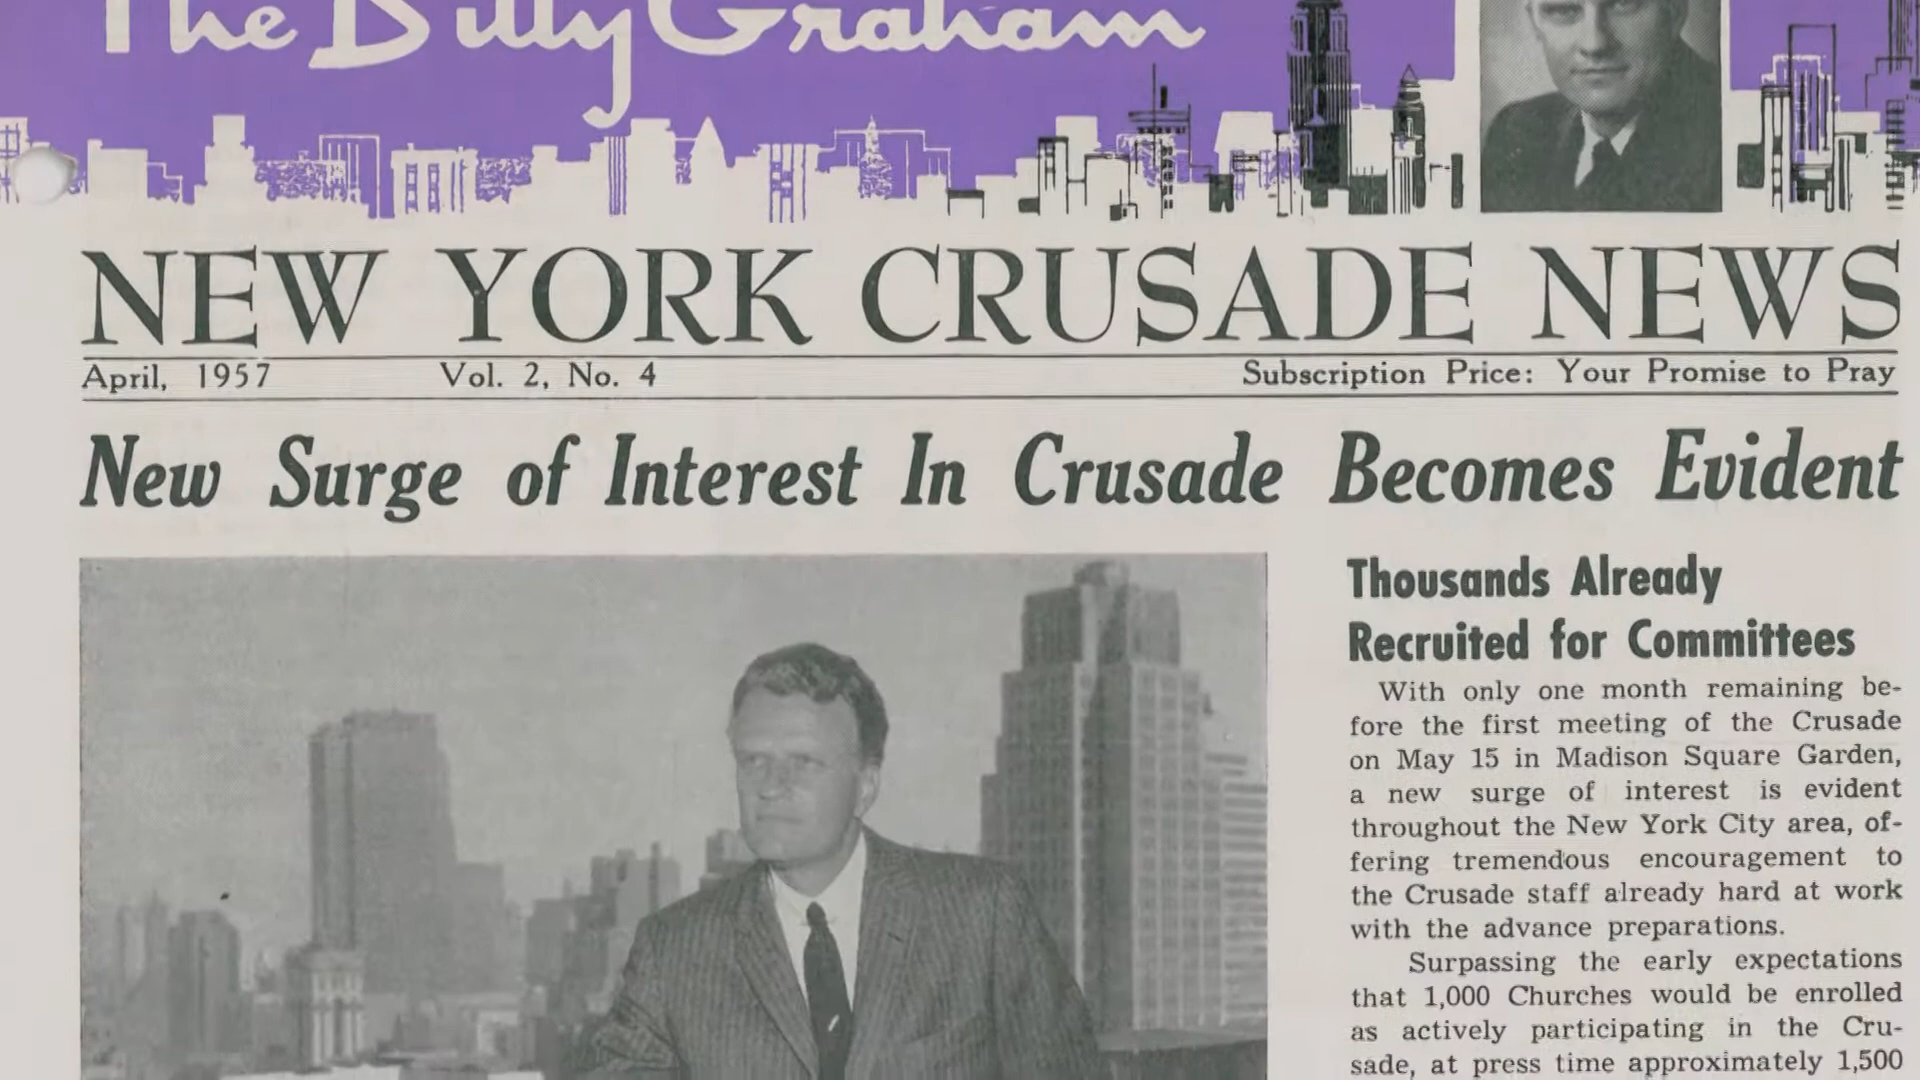 The Billy Graham
NEW YORK CRUSADE NEWS
April, 1957 Vol. 2, No. 4 Subscription Price: Your Promise to Pray
New Surge of Interest In Crusade Becomes Evident
Thousands Already
Recruited for Committees
With only one month remaining be-
fore the first meeting of the Crusade
on May 15 in Madison Square Garden,
a new surge of interest is evident
throughout the New York City area, of-
fering tremendous encouragement to
the Crusade staff already hard at work
with the advance preparations.
Surpassing the early expectations
that 1,000 Churches would be enrolled
as actively participating in the Cru-
sade, at press time approximately 1,500